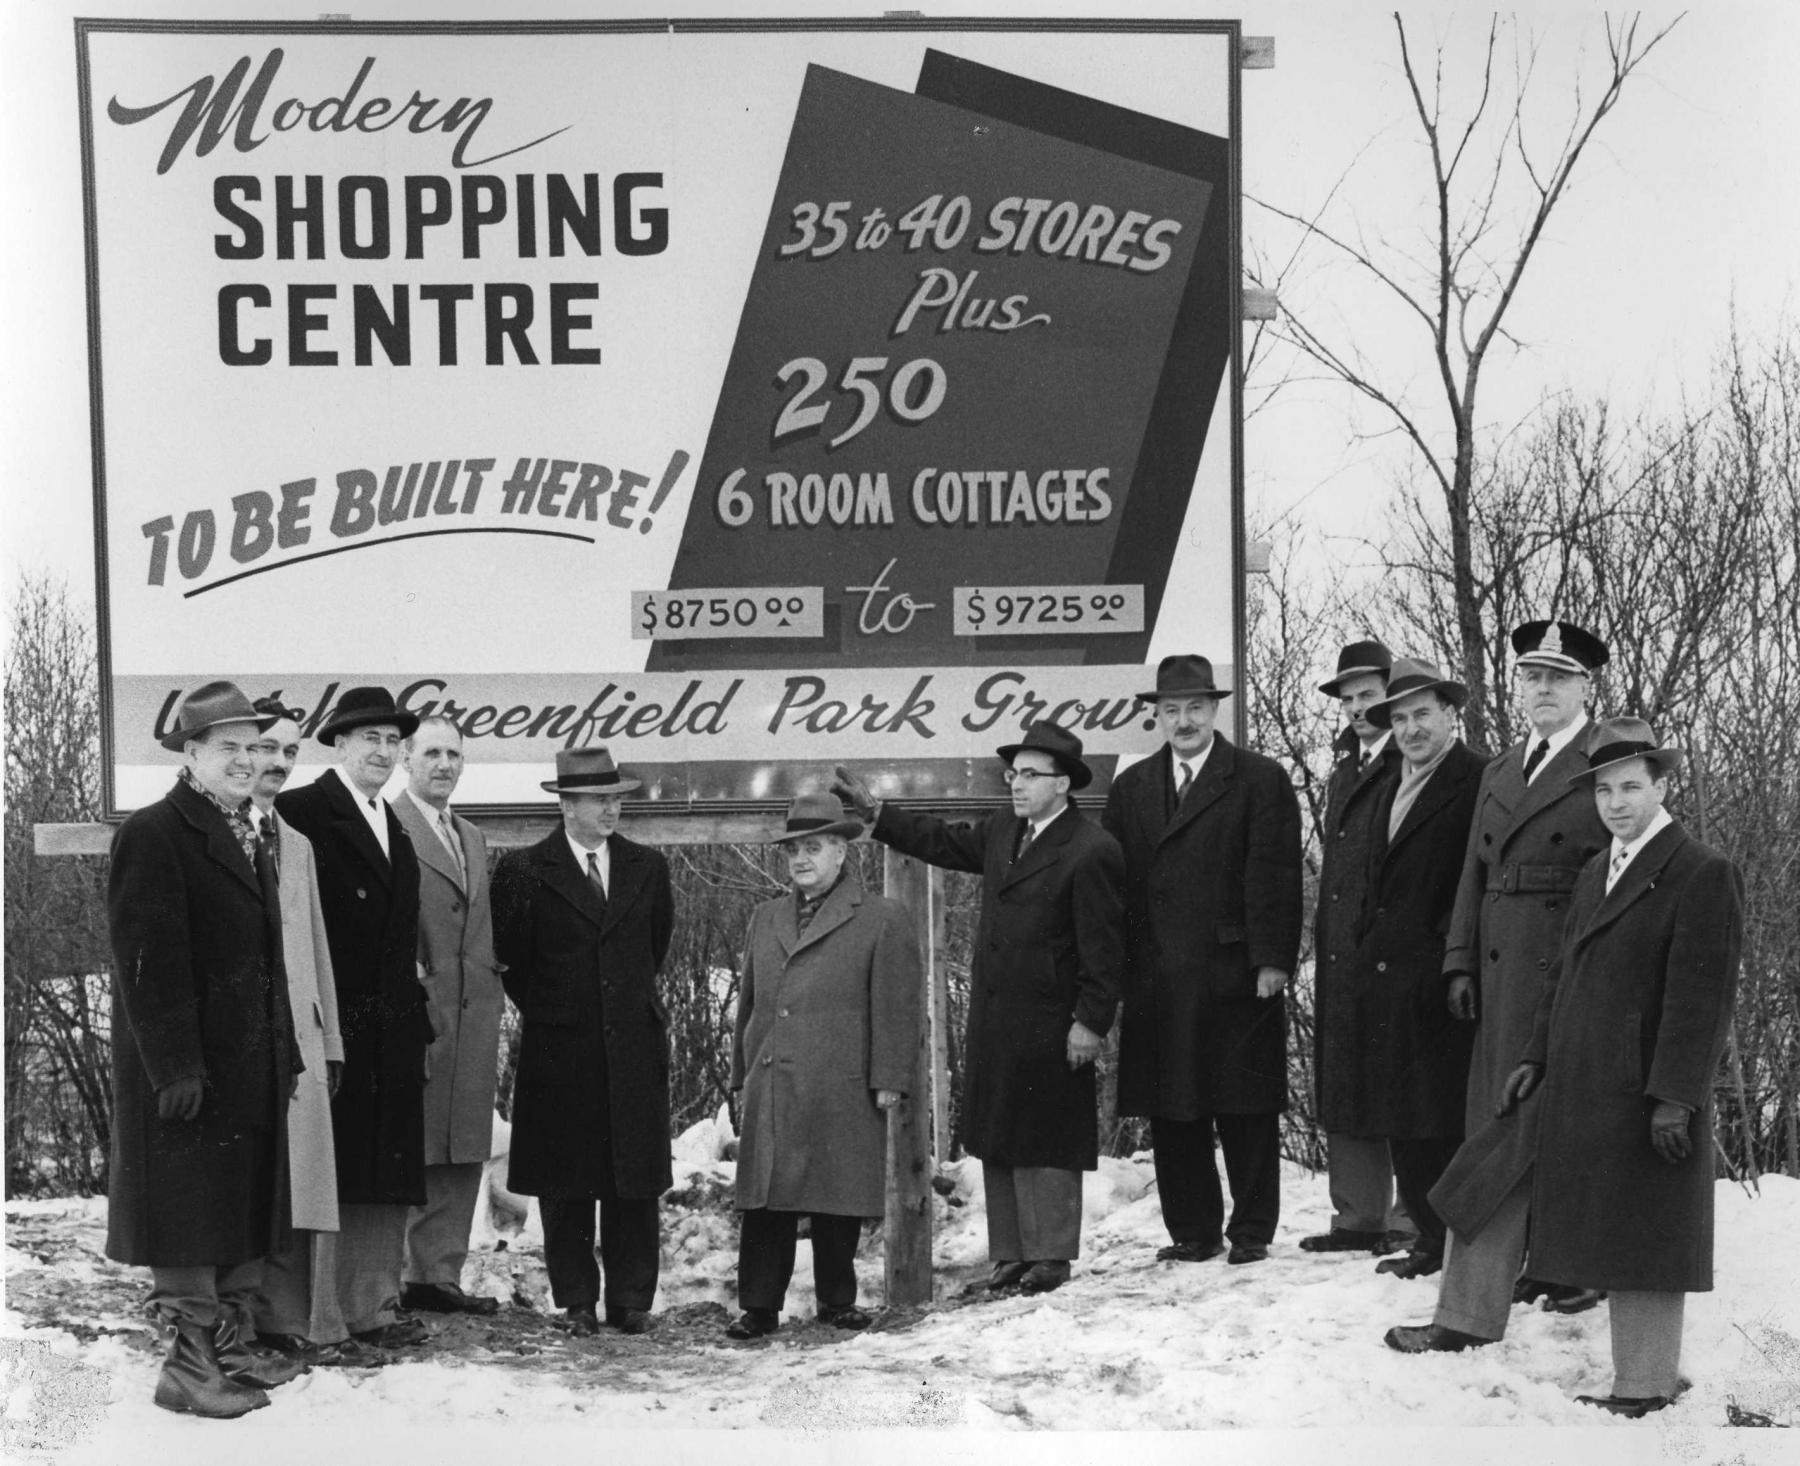 Modern
SHOPPING
CENTRE
TO BE BUILT HERE!
35 to 40 STORES
Plus
250
6 ROOM COTTAGES
$8750.00 to $9725.00
Watch Greenfield Park Grow!